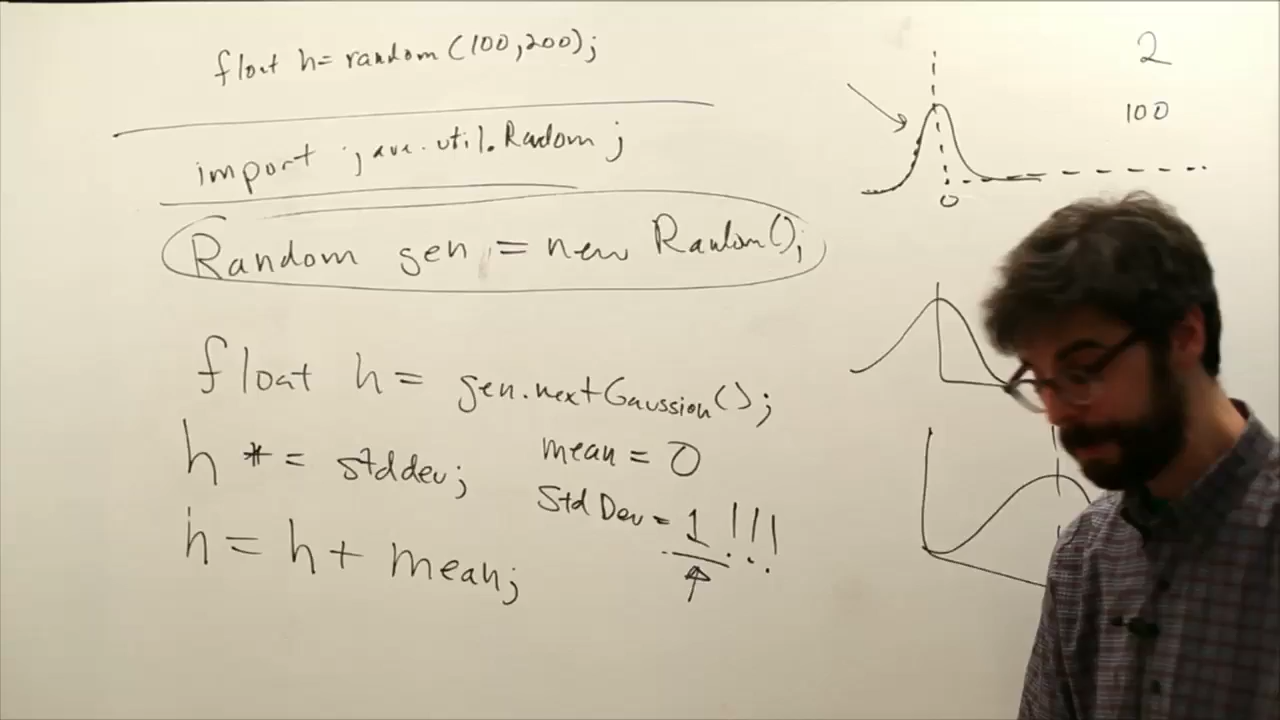 float h= random(100,200);
import java.util.Random;
Random gen = new Random();
float h = gen.nextGaussion();
h *= stddev;
mean = 0
Std Dev = 1!!!
h = h + mean;
2
100
0